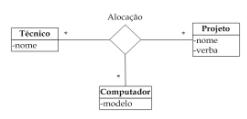 Alocação
Técnico
-nome
*
*
Projeto
-nome
-verba
*
Computador
-modelo